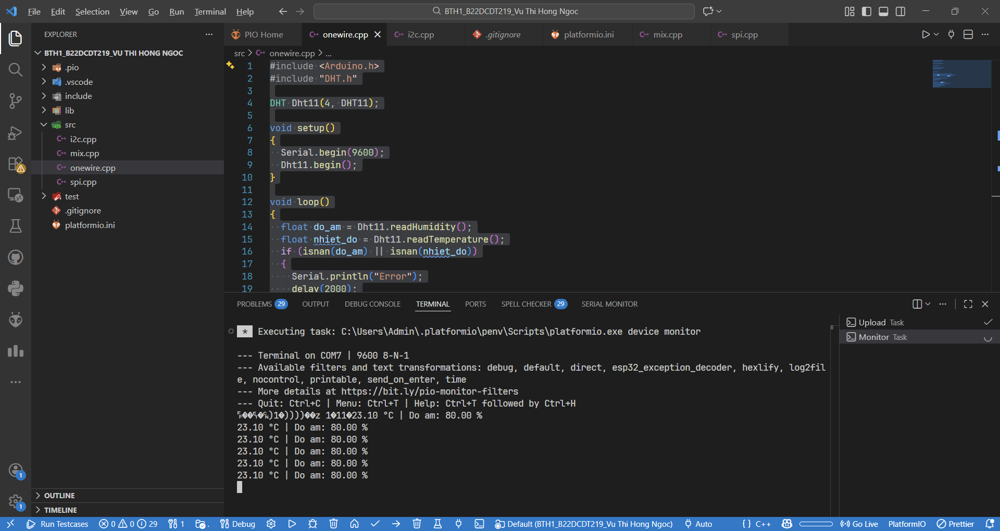 File Edit Selection View Go Run Terminal Help
BTH1_B22DCDT219_Vu Thi Hong Ngoc
EXPLORER
BTH1_B22DCDT219_VU THI HONG NGOC
.pio
.vscode
include
lib
src
i2c.cpp
mix.cpp
onewire.cpp
spi.cpp
test
.gitignore
platformio.ini
OUTLINE
TIMELINE
PIO Home
onewire.cpp
i2c.cpp
.gitignore
platformio.ini
mix.cpp
spi.cpp
src > onewire.cpp > ...
1 #include <Arduino.h>
2 #include "DHT.h"
3
4 DHT Dht11(4, DHT11);
5
6 void setup()
7 {
8 Serial.begin(9600);
9 Dht11.begin();
10 }
11
12 void loop()
13 {
14 float do_am = Dht11.readHumidity();
15 float nhiet_do = Dht11.readTemperature();
16 if (isnan(do_am) || isnan(nhiet_do))
17 {
18 Serial.println("Error");
19 delay(2000);
PROBLEMS 29 OUTPUT DEBUG CONSOLE TERMINAL PORTS SPELL CHECKER 29 SERIAL MONITOR
* Executing task: C:\Users\Admin\.platformio\penv\Scripts\platformio.exe device monitor
--- Terminal on COM7 | 9600 8-N-1
--- Available filters and text transformations: debug, default, direct, esp32_exception_decoder, hexlify, log2fil
e, nocontrol, printable, send_on_enter, time
--- More details at https://bit.ly/pio-monitor-filters
--- Quit: Ctrl+C | Menu: Ctrl+T | Help: Ctrl+T followed by Ctrl+H
23.10 °C | Do am: 80.00 %
23.10 °C | Do am: 80.00 %
23.10 °C | Do am: 80.00 %
23.10 °C | Do am: 80.00 %
23.10 °C | Do am: 80.00 %
23.10 °C | Do am: 80.00 %
Upload Task
Monitor Task
1
1
Run Testcases 0 0 29 1 . Debug Default (BTH1_B22DCDT219_Vu Thi Hong Ngoc) Auto {} C++ Go Live PlatformIO Prettier